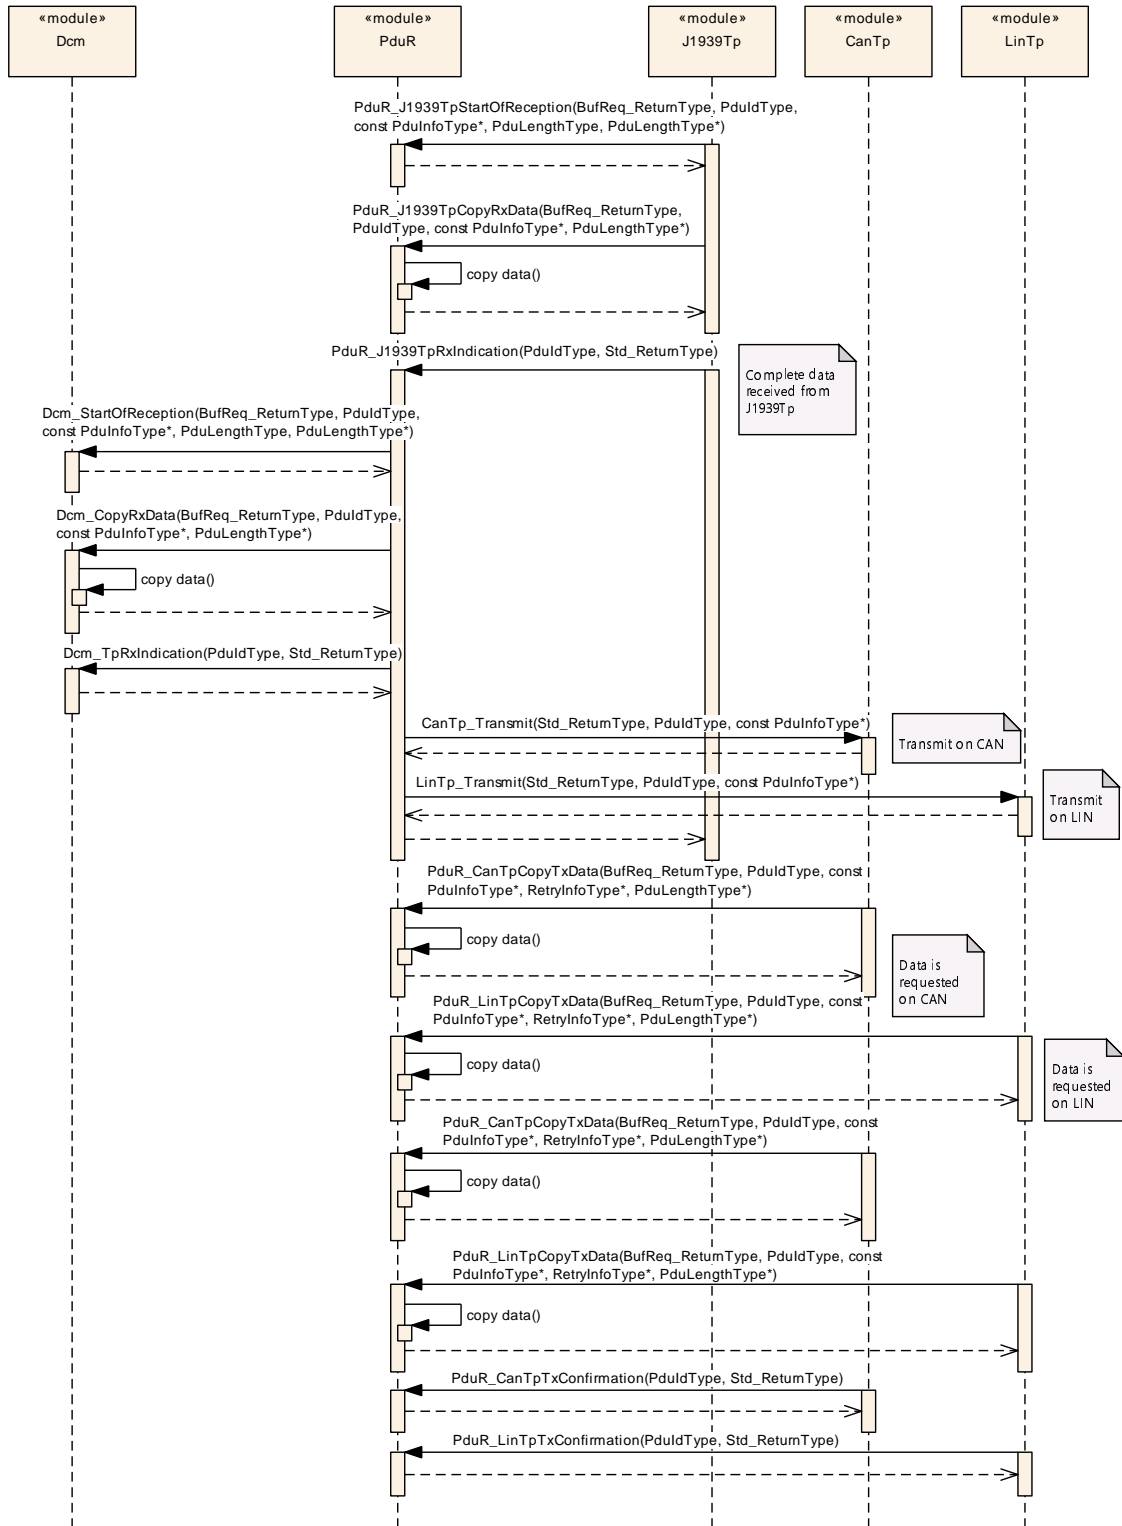 «module»
Dcm
«module»
PduR
«module»
J1939Tp
«module»
CanTp
«module»
LinTp
PduR_J1939TpStartOfReception(BufReq_ReturnType, PduIdType,
const PduInfoType*, PduLengthType, PduLengthType*)
PduR_J1939TpCopyRxData(BufReq_ReturnType,
PduIdType, const PduInfoType*, PduLengthType*)
copy data()
PduR_J1939TpRxIndication(PduIdType, Std_ReturnType)
Complete data
received from
J1939Tp
Dcm_StartOfReception(BufReq_ReturnType, PduIdType,
const PduInfoType*, PduLengthType, PduLengthType*)
Dcm_CopyRxData(BufReq_ReturnType, PduIdType,
const PduInfoType*, PduLengthType*)
copy data()
Dcm_TpRxIndication(PduIdType, Std_ReturnType)
CanTp_Transmit(Std_ReturnType, PduIdType, const PduInfoType*)
Transmit on CAN
LinTp_Transmit(Std_ReturnType, PduIdType, const PduInfoType*)
Transmit
on LIN
PduR_CanTpCopyTxData(BufReq_ReturnType, PduIdType, const
PduInfoType*, RetryInfoType*, PduLengthType*)
copy data()
Data is
requested
on CAN
PduR_LinTpCopyTxData(BufReq_ReturnType, PduIdType, const
PduInfoType*, RetryInfoType*, PduLengthType*)
copy data()
Data is
requested
on LIN
PduR_CanTpCopyTxData(BufReq_ReturnType, PduIdType, const
PduInfoType*, RetryInfoType*, PduLengthType*)
copy data()
PduR_LinTpCopyTxData(BufReq_ReturnType, PduIdType, const
PduInfoType*, RetryInfoType*, PduLengthType*)
copy data()
PduR_CanTpTxConfirmation(PduIdType, Std_ReturnType)
PduR_LinTpTxConfirmation(PduIdType, Std_ReturnType)